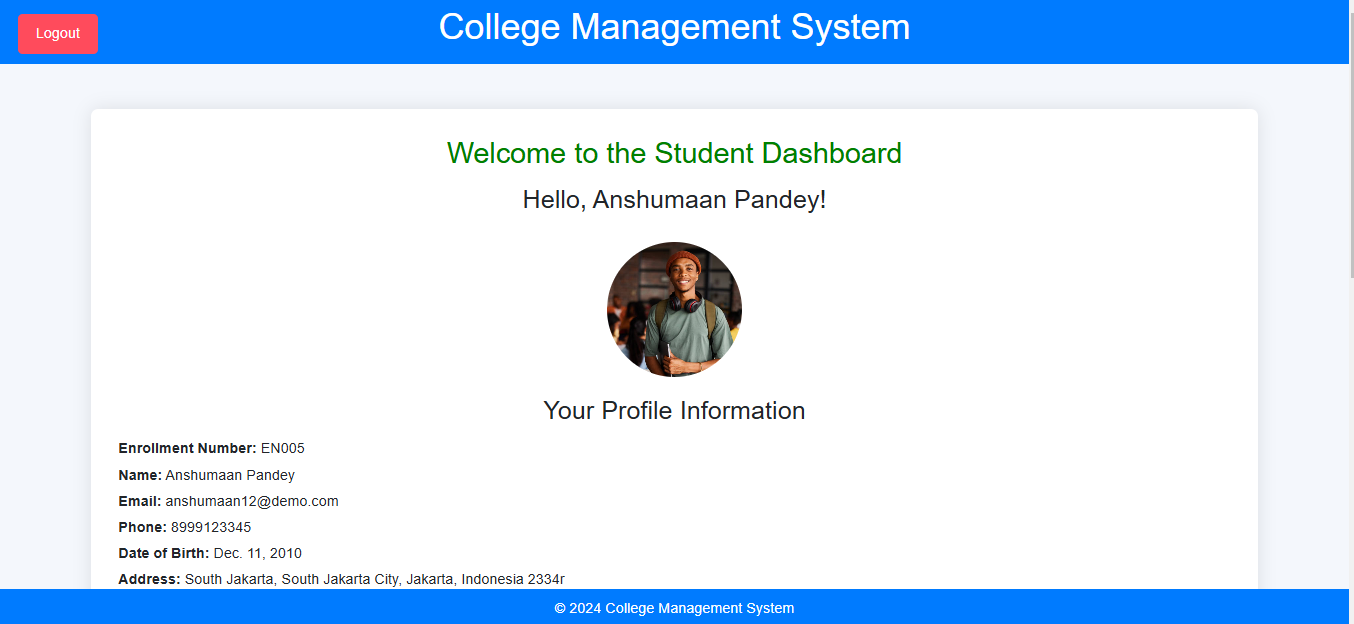 Logout
College Management System
Welcome to the Student Dashboard
Hello, Anshumaan Pandey!
Your Profile Information
Enrollment Number: EN005
Name: Anshumaan Pandey
Email: anshumaan12@demo.com
Phone: 8999123345
Date of Birth: Dec. 11, 2010
Address: South Jakarta, South Jakarta City, Jakarta, Indonesia 2334r
© 2024 College Management System